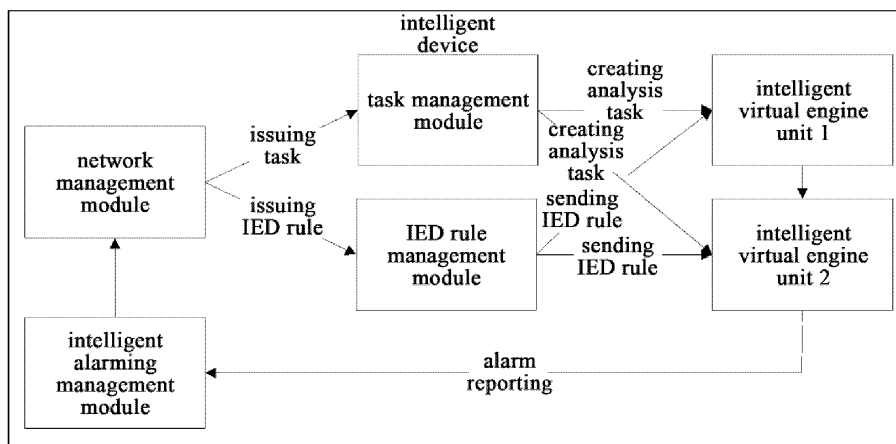 intelligent
device
task management
module
creating
analysis
task
intelligent
virtual engine
unit 1
issuing
task
creating
analysis
task
network
management
module
issuing
IED rule
sending
IED rule
IED rule
management
module
sending
IED rule
intelligent
virtual engine
unit 2
intelligent
alarming
management
module
alarm
reporting